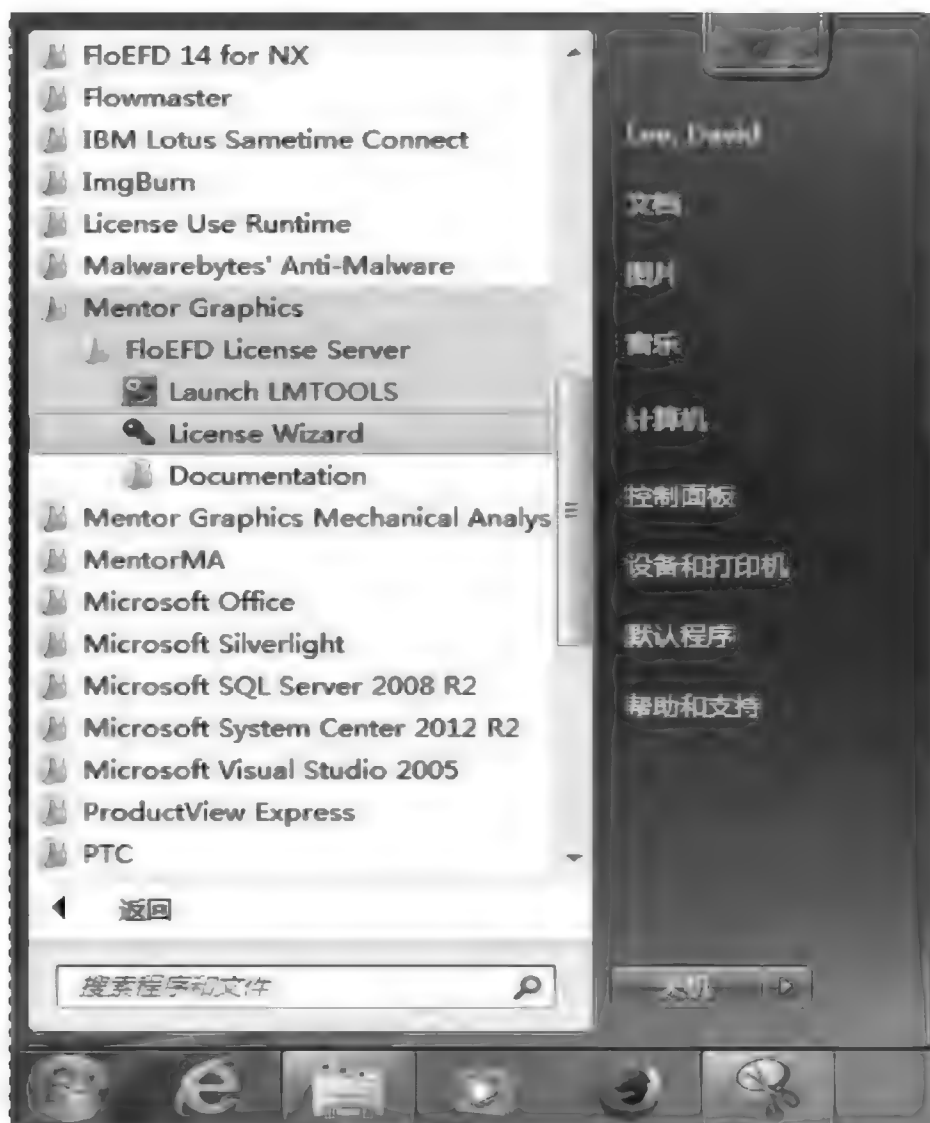 FloEFD 14 for NX
Flowmaster
IBM Lotus Sametime Connect
ImgBurn
License Use Runtime
Malwarebytes' Anti-Malware
Mentor Graphics
FloEFD License Server
Launch LMTOOLS
License Wizard
Documentation
Mentor Graphics Mechanical Analys
MentorMA
Microsoft Office
Microsoft Silverlight
Microsoft SQL Server 2008 R2
Microsoft System Center 2012 R2
Microsoft Visual Studio 2005
ProductView Express
PTC
返回
搜索程序和文件
David
文档
图片
音乐
计算机
控制面板
设备和打印机
默认程序
帮助和支持
关机